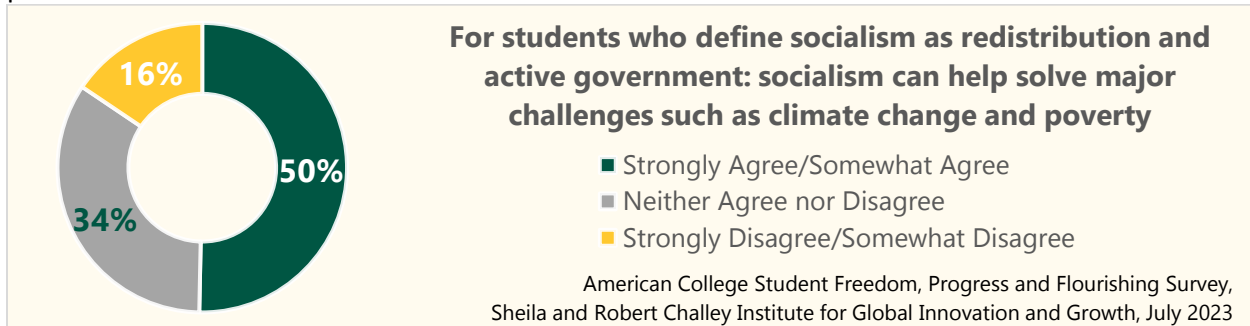 For students who define socialism as redistribution and
active government: socialism can help solve major
challenges such as climate change and poverty
16%
50%
34%
Strongly Agree/Somewhat Agree
Neither Agree nor Disagree
Strongly Disagree/Somewhat Disagree
American College Student Freedom, Progress and Flourishing Survey,
Sheila and Robert Challey Institute for Global Innovation and Growth, July 2023